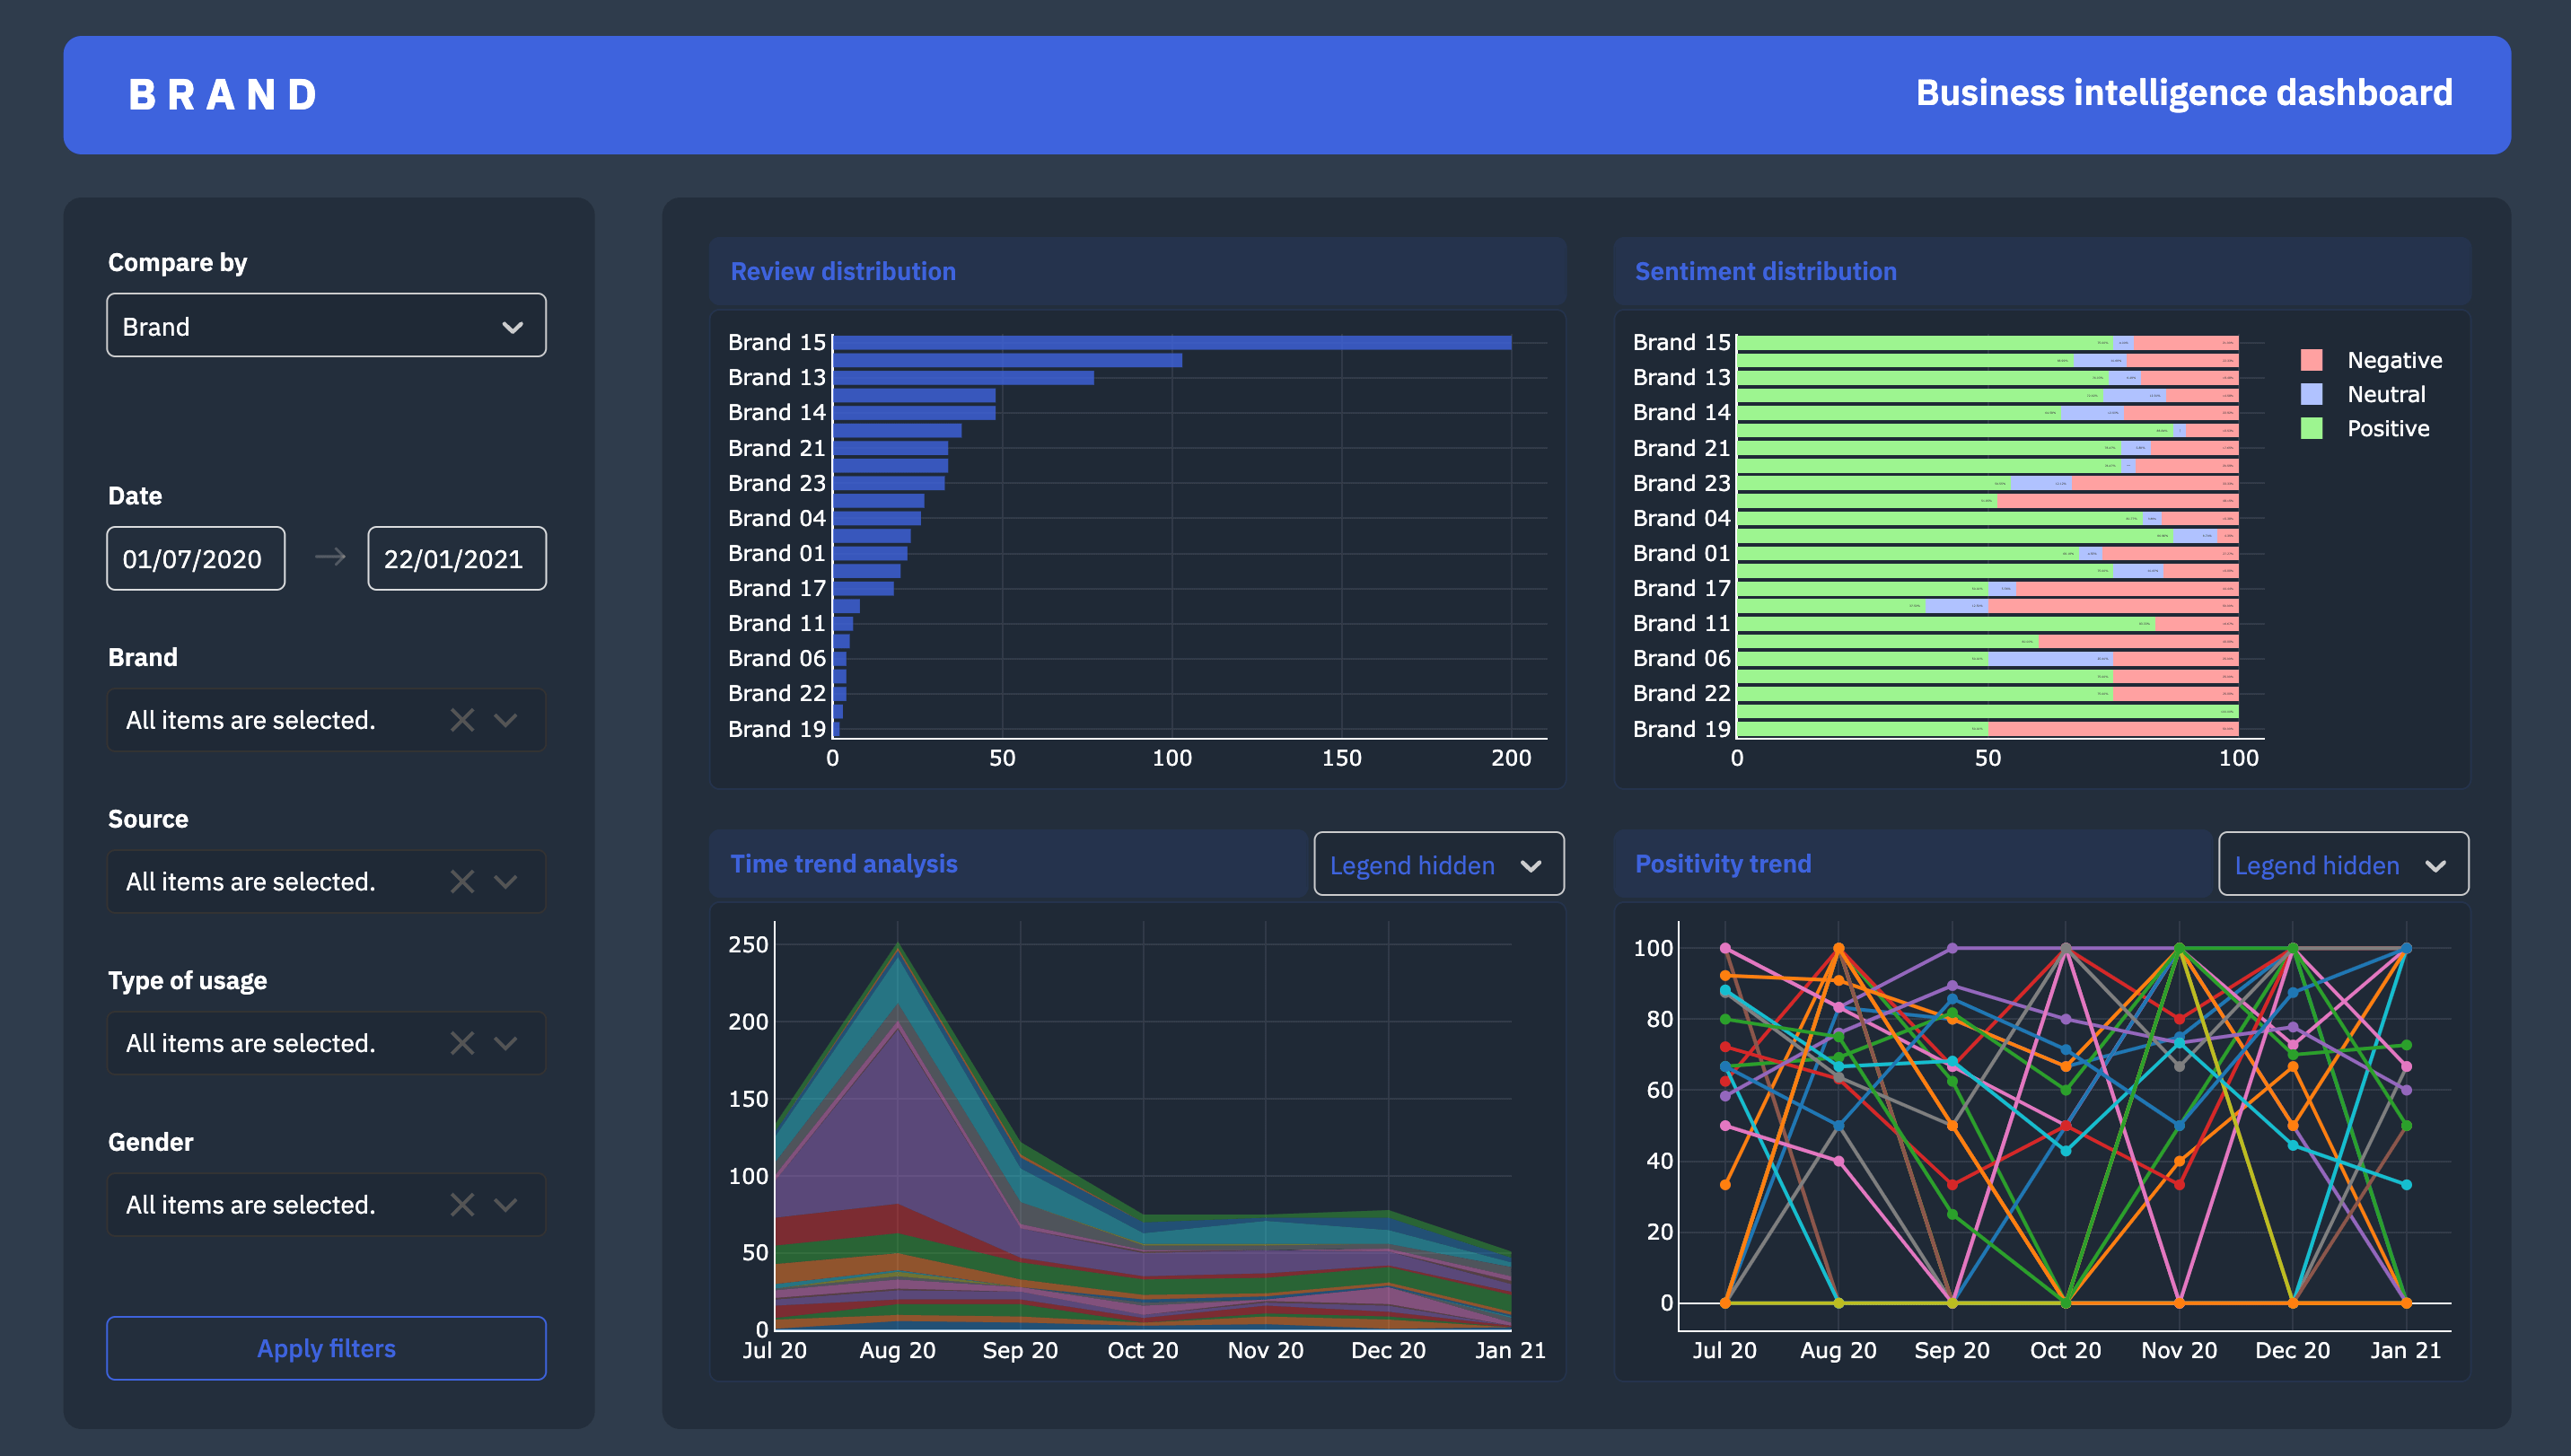 BRAND
Business intelligence dashboard
Compare by
Brand
Date
01/07/2020
22/01/2021
Brand
All items are selected.
Source
All items are selected.
Type of usage
All items are selected.
Gender
All items are selected.
Apply filters
Review distribution
Brand 15
Brand 13
Brand 14
Brand 21
Brand 23
Brand 04
Brand 01
Brand 17
Brand 11
Brand 06
Brand 22
Brand 19
0 50 100 150 200
Sentiment distribution
Brand 15
Brand 13
Brand 14
Brand 21
Brand 23
Brand 04
Brand 01
Brand 17
Brand 11
Brand 06
Brand 22
Brand 19
0 50 100
Negative
Neutral
Positive
Time trend analysis
Legend hidden
250
200
150
100
50
0
Jul 20 Aug 20 Sep 20 Oct 20 Nov 20 Dec 20 Jan 21
Positivity trend
Legend hidden
100
80
60
40
20
0
Jul 20 Aug 20 Sep 20 Oct 20 Nov 20 Dec 20 Jan 21